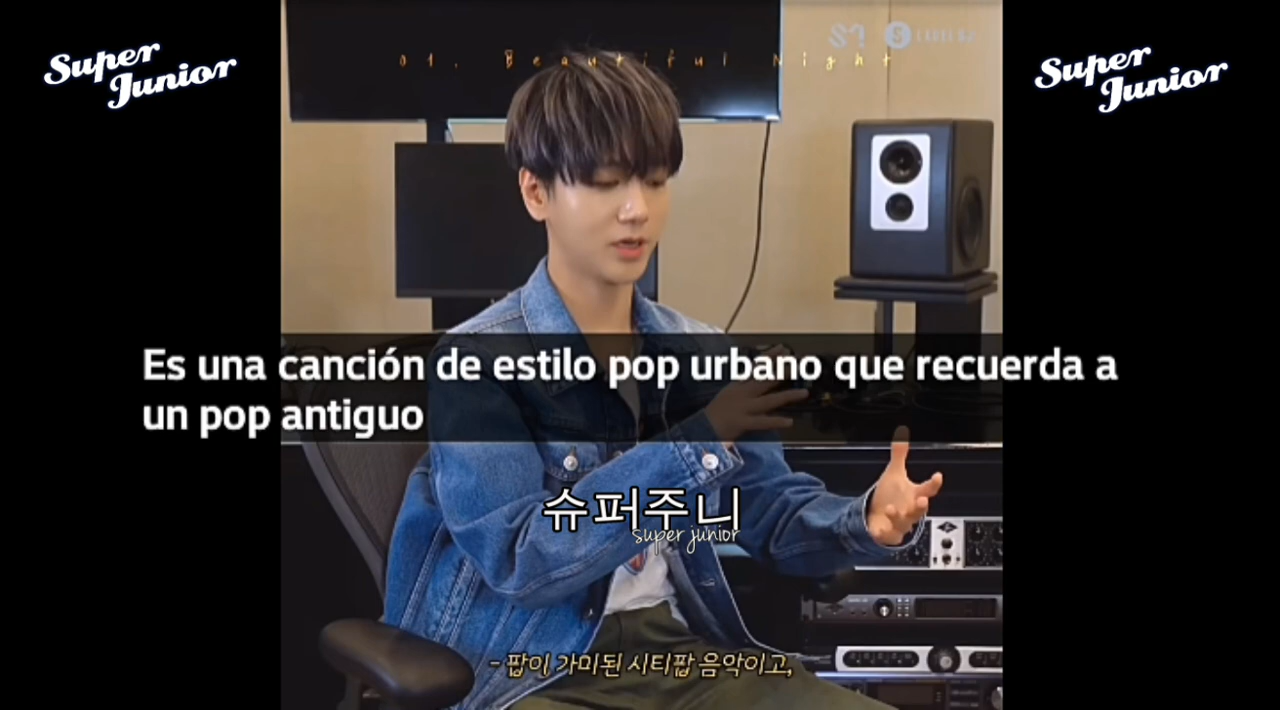 Super
Junior
Super
Junior
01. Beautiful Night
Es una canción de estilo pop urbano que recuerda a
un pop antiguo
슈퍼주니
super junior
- 팝이 가미된 시티팝 음악이고,